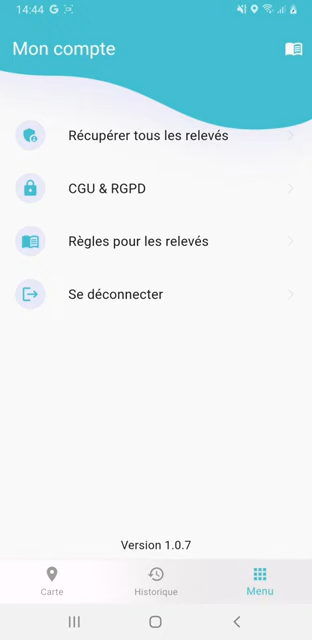 14:44 G
Mon compte
Récupérer tous les relevés
CGU & RGPD
Règles pour les relevés
Se déconnecter
Version 1.0.7
Carte
Historique
Menu